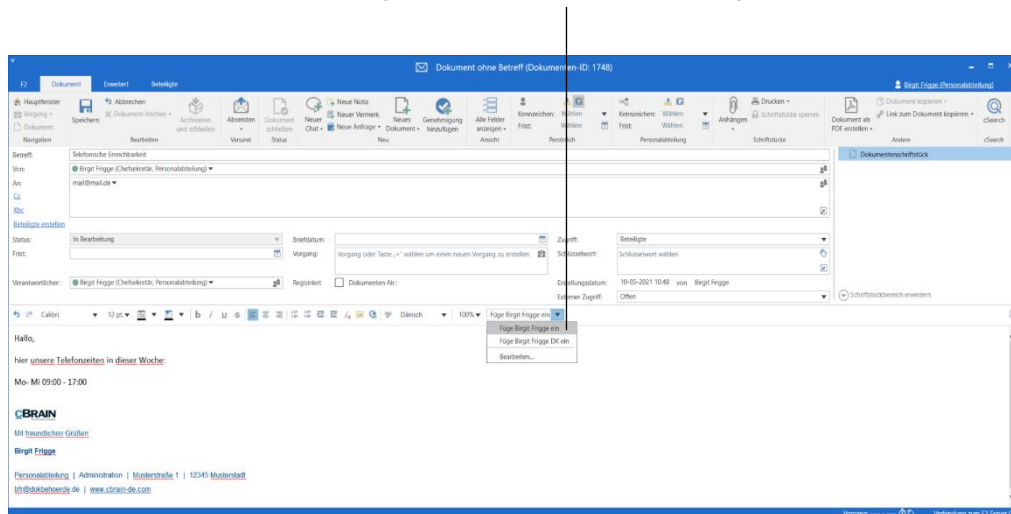 Dokument ohne Betreff (Dokumenten-ID: 1748)
F2 Dokument Erweitert Beteiligte
Birgit Frigge (Personalabteilung)
Hauptfenster
Vorgang
Dokument
Navigation
Speichern
Abbrechen
Dokument löschen
Archivieren und schließen
Bearbeiten
Absenden
Versand
Dokument schließen
Status
Neuer Chat
Neue Notiz
Neuer Vermerk
Neue Anfrage
Neues Dokument
Genehmigung hinzufügen
Neu
Alle Felder anzeigen
Ansicht
Kennzeichen: Wählen
Frist: Wählen
Persönlich
Kennzeichen: Wählen
Frist: Wählen
Personalabteilung
Anhängen
Drucken
Schriftstücke sperren
Schriftstücke
Dokument als PDF erstellen
Dokument kopieren
Link zum Dokument kopieren
Andere
cSearch
cSearch
Betreff: Telefonische Erreichbarkeit
Von: Birgit Frigge (Chefsekretär, Personalabteilung)
An: mail@mail.de
Cc
Xbc
Beteiligte erstellen
Dokumentenschriftstück
Status: In Bearbeitung Briefdatum: Zugriff: Beteiligte
Frist: Vorgang: Vorgang oder Taste „+“ wählen um einen neuen Vorgang zu erstellen Schlüsselwort: Schlüsselwort wählen
Verantwortlicher: Birgit Frigge (Chefsekretär, Personalabteilung) Registriert Dokumenten-Nr.: Erstellungsdatum: 10-05-2021 10:48 von Birgit Frigge
Externer Zugriff: Offen
Schriftstückbereich erweitern
Calibri 12 pt. b / u Dänisch 100% Füge Birgit Frigge ein
Füge Birgit Frigge ein
Füge Birgit Frigge DK ein
Bearbeiten...
Hallo,
hier unsere Telefonzeiten in dieser Woche:
Mo- Mi 09:00 - 17:00
CBRAIN
Mit freundlichen Grüßen
Birgit Frigge
Personalabteilung | Administration | Musterstraße 1 | 12345 Musterstadt
bfr@dokbehoerde.de | www.cbrain-de.com